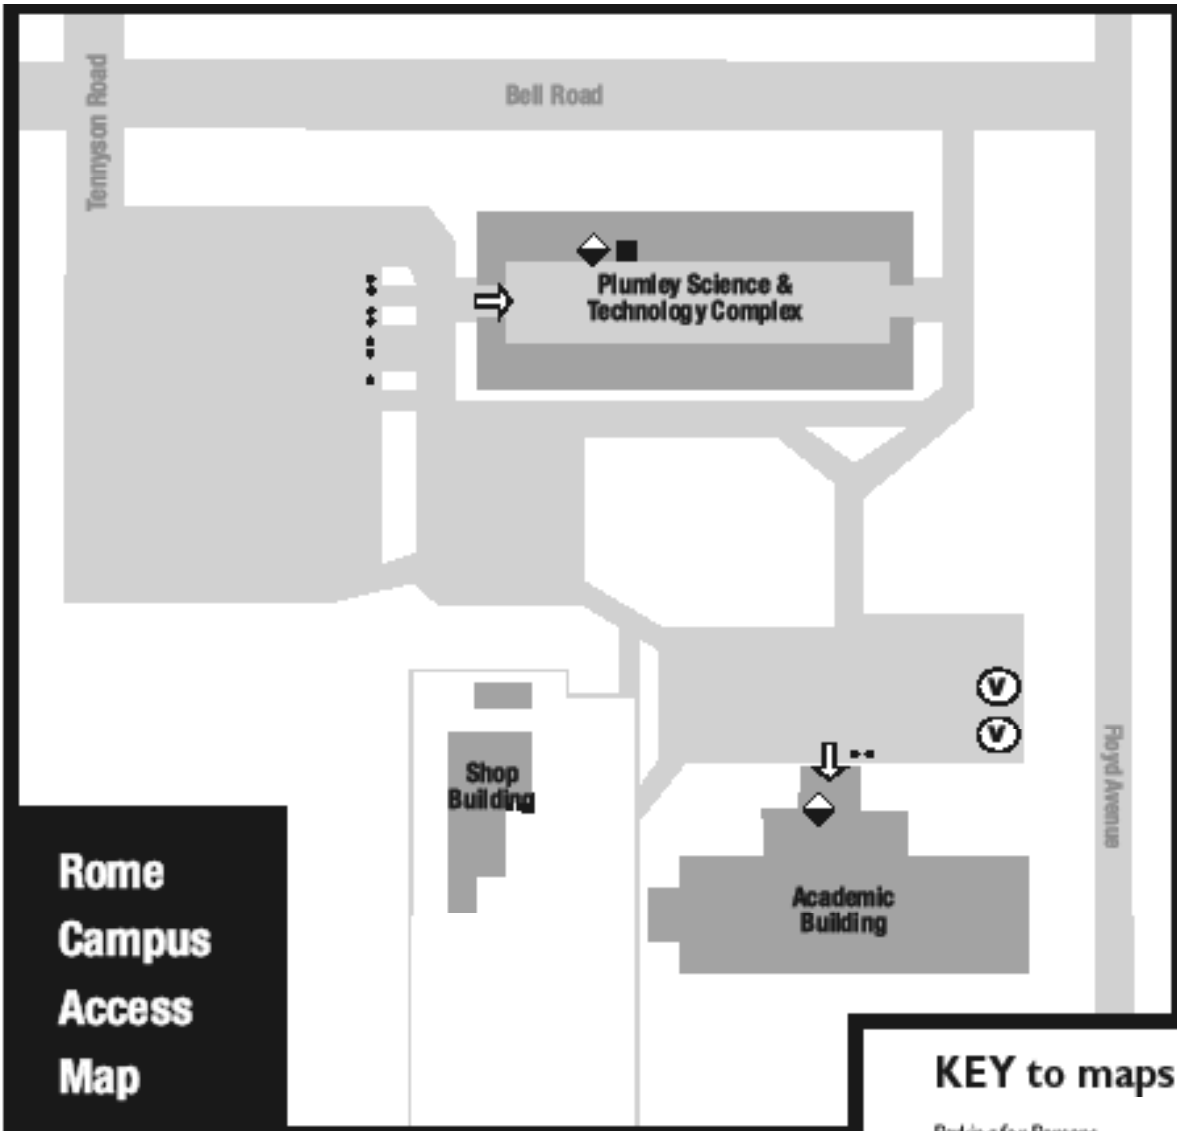 Tennyson Road
Bell Road
Plumley Science &
Technology Complex
V
V
Floyd Avenue
Shop
Building
Academic
Building
Rome
Campus
Access
Map
KEY to maps